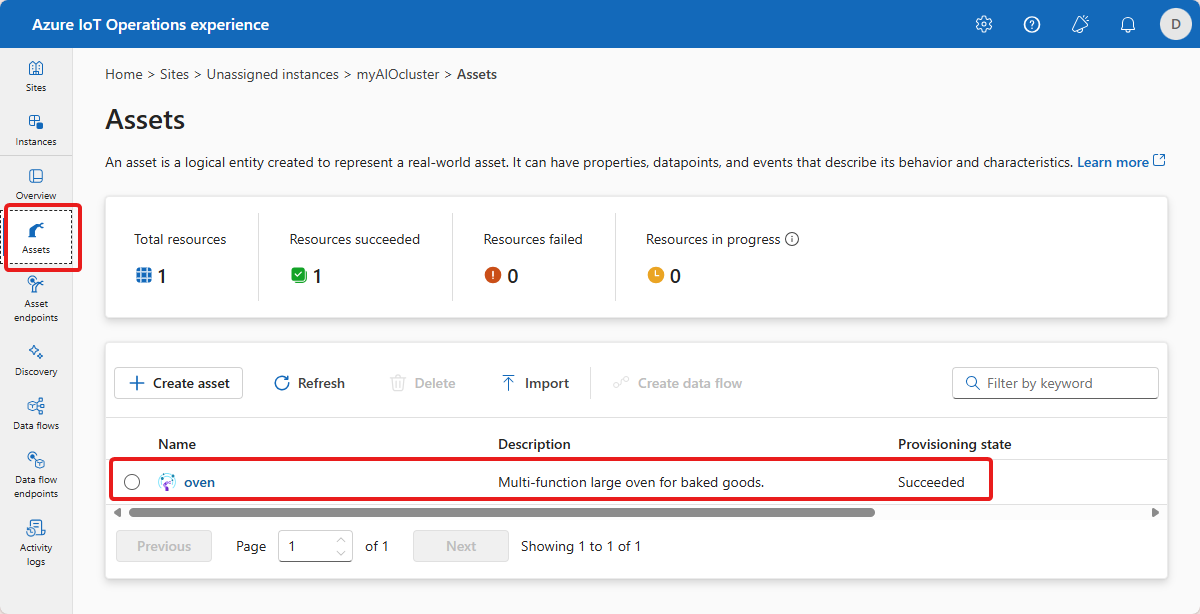 Azure IoT Operations experience
D
Sites
Instances
Overview
Assets
Asset
endpoints
Discovery
Data flows
Data flow
endpoints
Activity
logs
Home > Sites > Unassigned instances > myAIOcluster > Assets
Assets
An asset is a logical entity created to represent a real-world asset. It can have properties, datapoints, and events that describe its behavior and characteristics. Learn more
Total resources
1
Resources succeeded
1
Resources failed
0
Resources in progress
0
Create asset Refresh Delete Import Create data flow Filter by keyword
Name Description Provisioning state
oven Multi-function large oven for baked goods. Succeeded
Previous Page 1 of 1 Next Showing 1 to 1 of 1